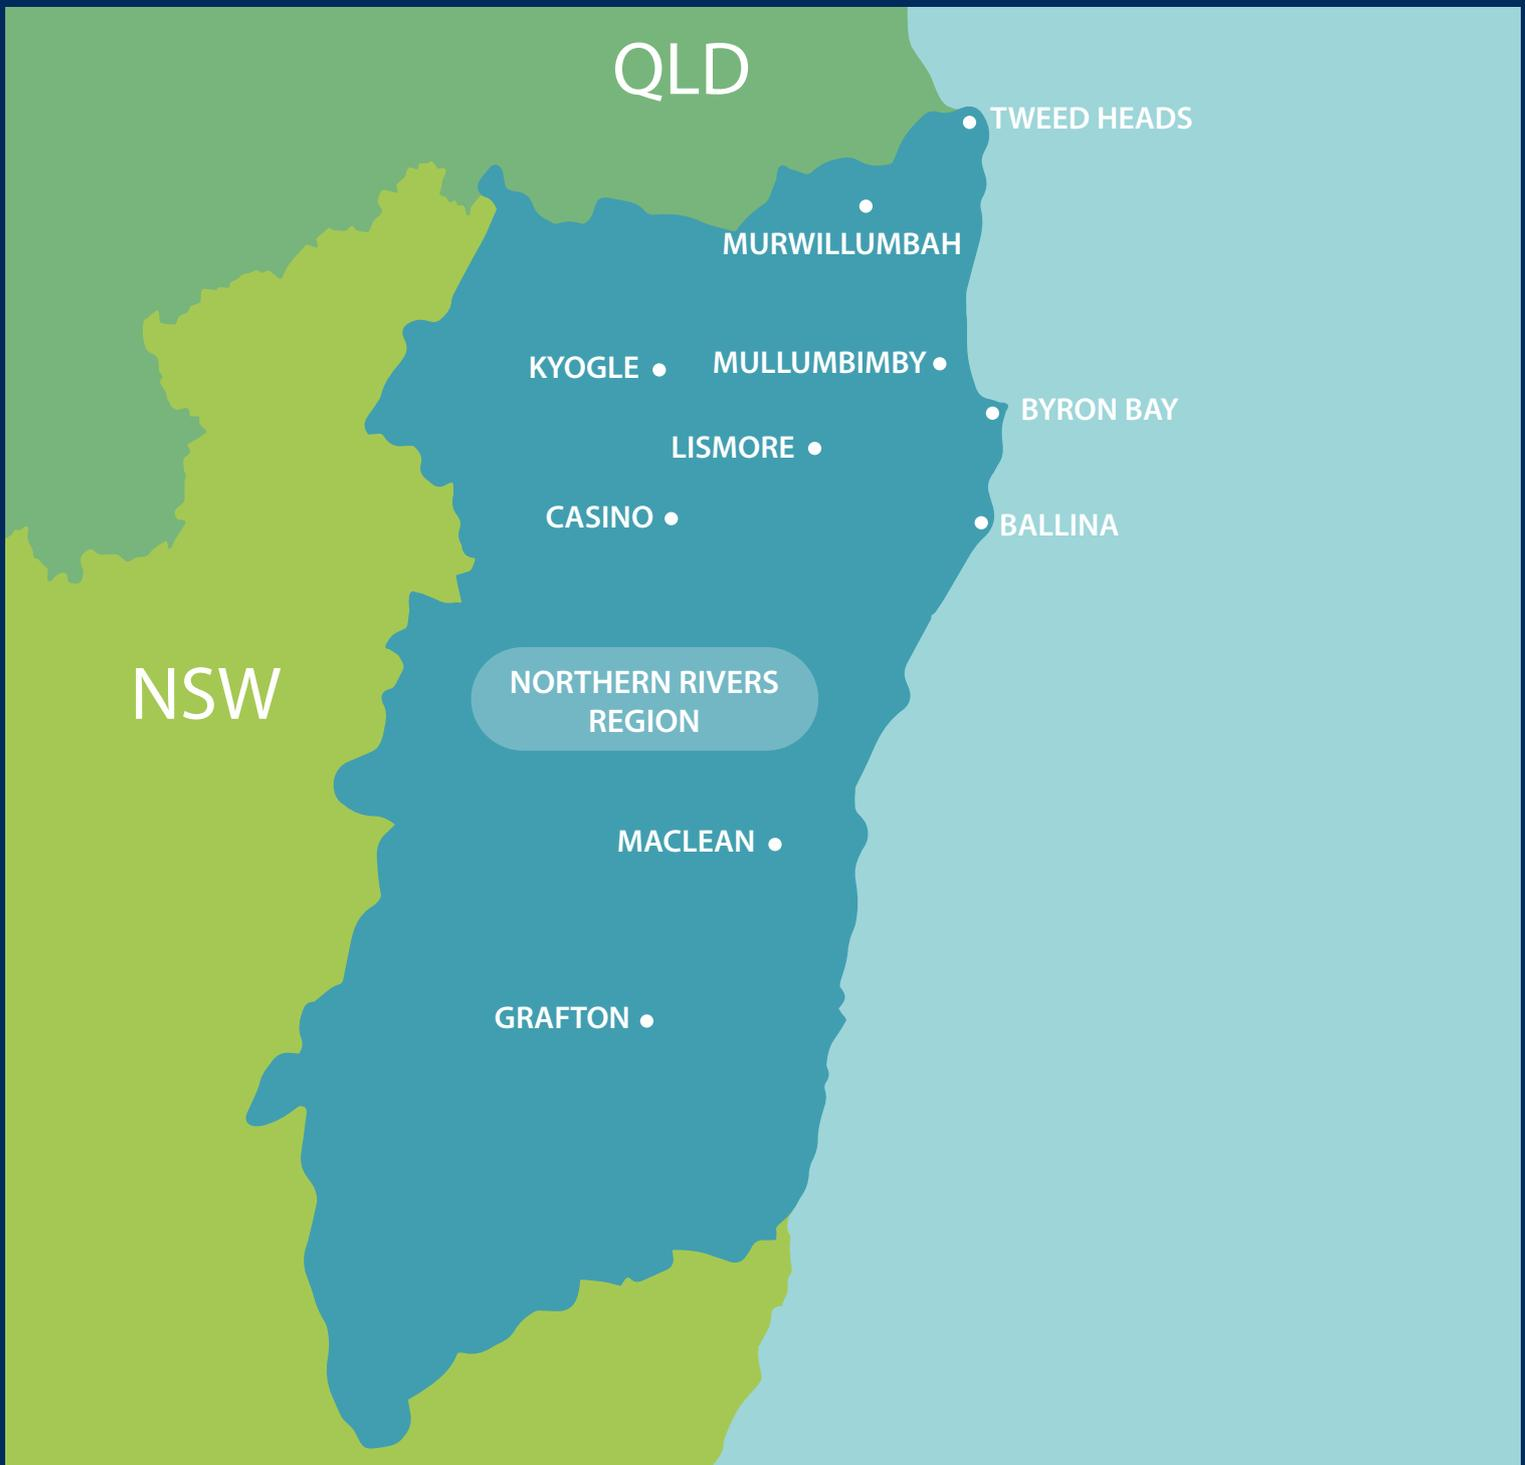 QLD
TWEED HEADS
MURWILLUMBAH
KYOGLE
MULLUMBIMBY
BYRON BAY
LISMORE
CASINO
BALLINA
NSW
NORTHERN RIVERS
REGION
MACLEAN
GRAFTON